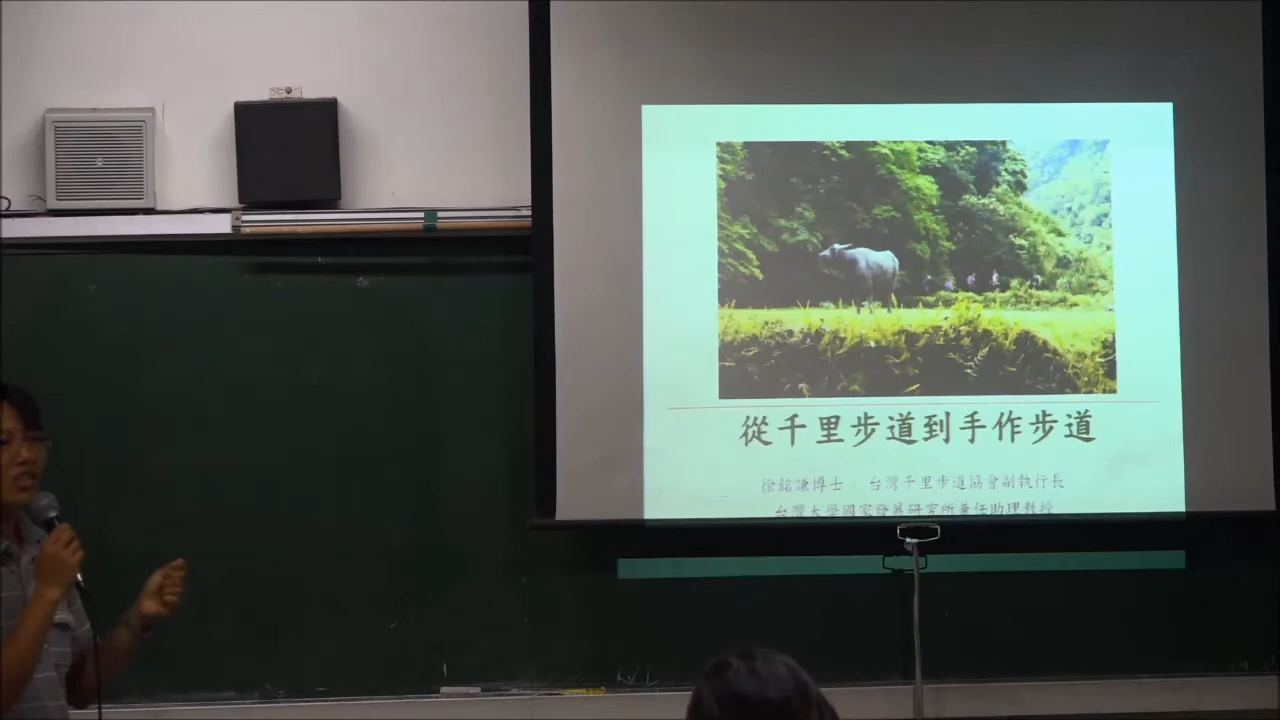 從千里步道到手作步道
徐銘謙博士 台灣千里步道協會副執行長
台灣大學國家發展研究所兼任助理教授